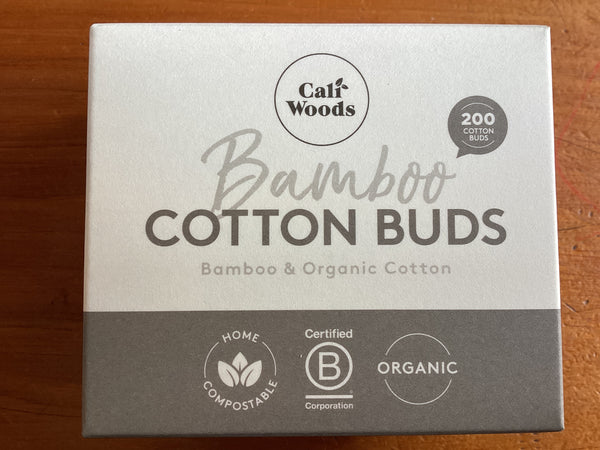 Cali
Woods
200
COTTON
BUDS
Bamboo
COTTON BUDS
Bamboo & Organic Cotton
HOME
COMPOSTABLE
Certified
B
Corporation
ORGANIC